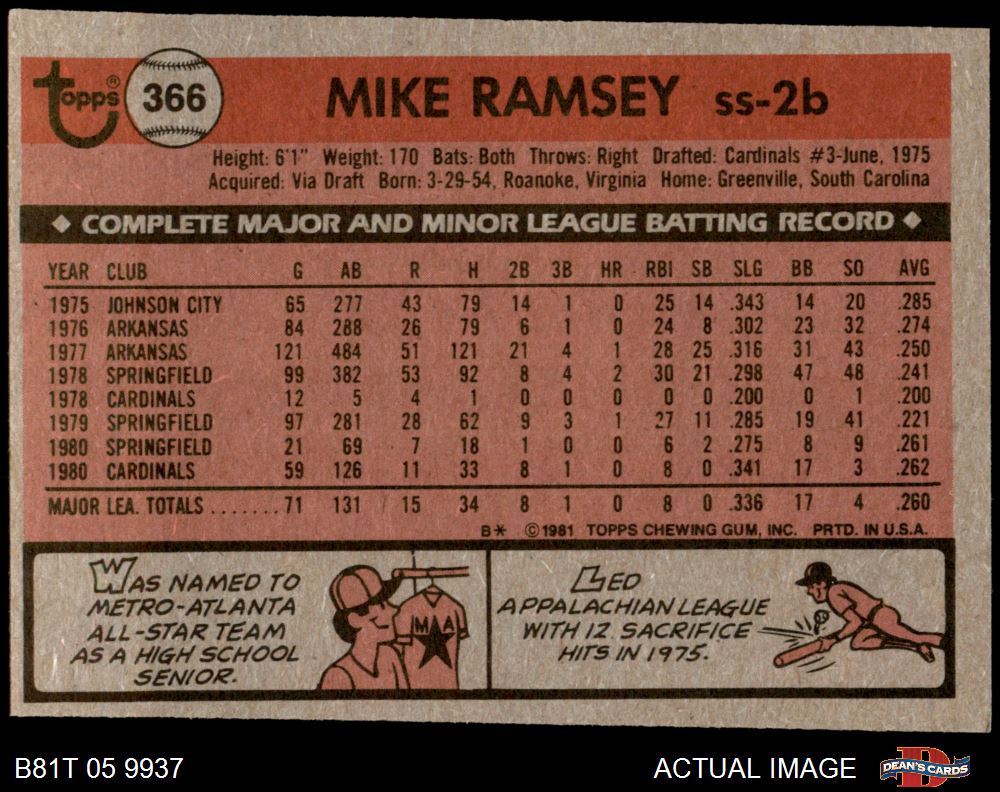 topps®
366
MIKE RAMSEY ss-2b
Height: 6'1" Weight: 170 Bats: Both Throws: Right Drafted: Cardinals #3-June, 1975
Acquired: Via Draft Born: 3-29-54, Roanoke, Virginia Home: Greenville, South Carolina
◆ COMPLETE MAJOR AND MINOR LEAGUE BATTING RECORD ◆
YEAR CLUB G AB R H 2B 3B HR RBI SB SLG BB SO AVG
1975 JOHNSON CITY 65 277 43 79 14 1 0 25 14 .343 14 20 .285
1976 ARKANSAS 84 288 26 79 6 1 0 24 8 .302 23 32 .274
1977 ARKANSAS 121 484 51 121 21 4 1 28 25 .316 31 43 .250
1978 SPRINGFIELD 99 382 53 92 8 4 2 30 21 .298 47 48 .241
1978 CARDINALS 12 5 4 1 0 0 0 0 0 .200 0 1 .200
1979 SPRINGFIELD 97 281 28 62 9 3 1 27 11 .285 19 41 .221
1980 SPRINGFIELD 21 69 7 18 1 0 0 6 2 .275 8 9 .261
1980 CARDINALS 59 126 11 33 8 1 0 8 0 .341 17 3 .262
MAJOR LEA. TOTALS ....... 71 131 15 34 8 1 0 8 0 .336 17 4 .260
B* ©1981 TOPPS CHEWING GUM, INC. PRTD. IN U.S.A.
WAS NAMED TO
METRO-ATLANTA
ALL-STAR TEAM
AS A HIGH SCHOOL
SENIOR.
M A
LED
APPALACHIAN LEAGUE
WITH 12 SACRIFICE
HITS IN 1975.
B81T 05 9937
ACTUAL IMAGE
DEAN'S CARDS